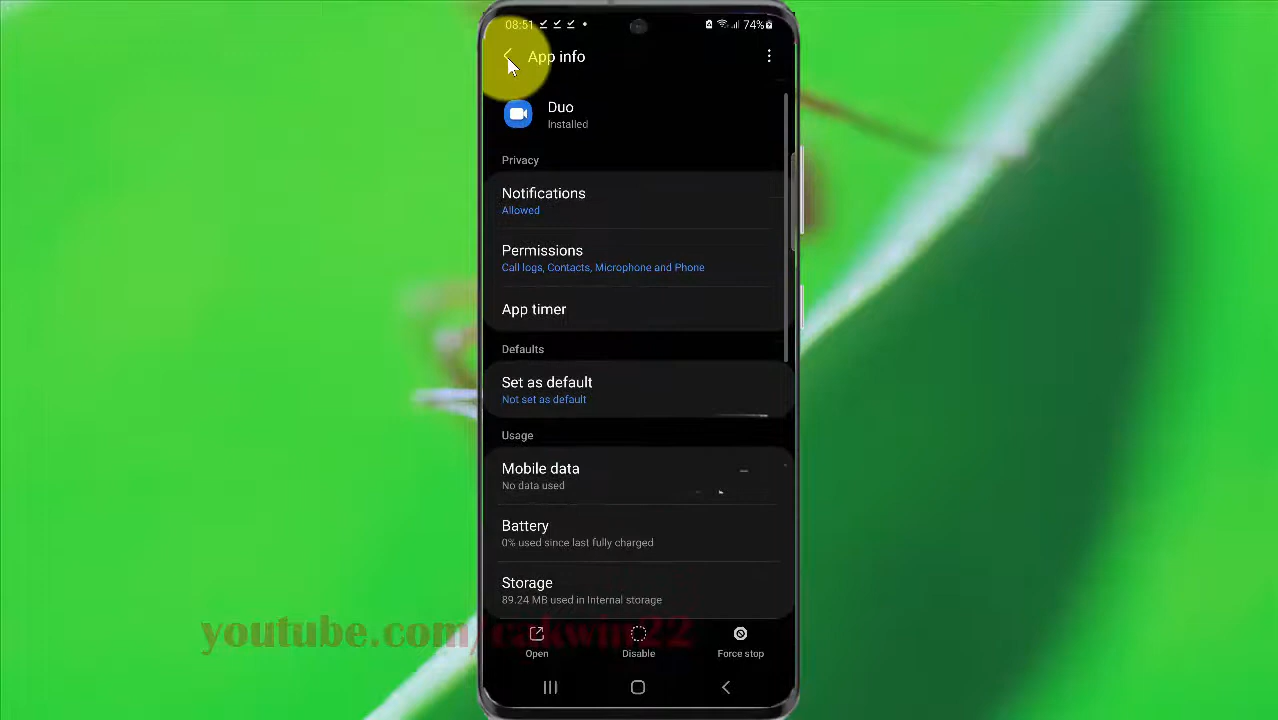 08:51
74%
App info
Duo
Installed
Privacy
Notifications
Allowed
Permissions
Call logs, Contacts, Microphone and Phone
App timer
Defaults
Set as default
Not set as default
Usage
Mobile data
No data used
Battery
0% used since last fully charged
Storage
89.24 MB used in Internal storage
youtube.com/cakwin22
Open
Disable
Force stop